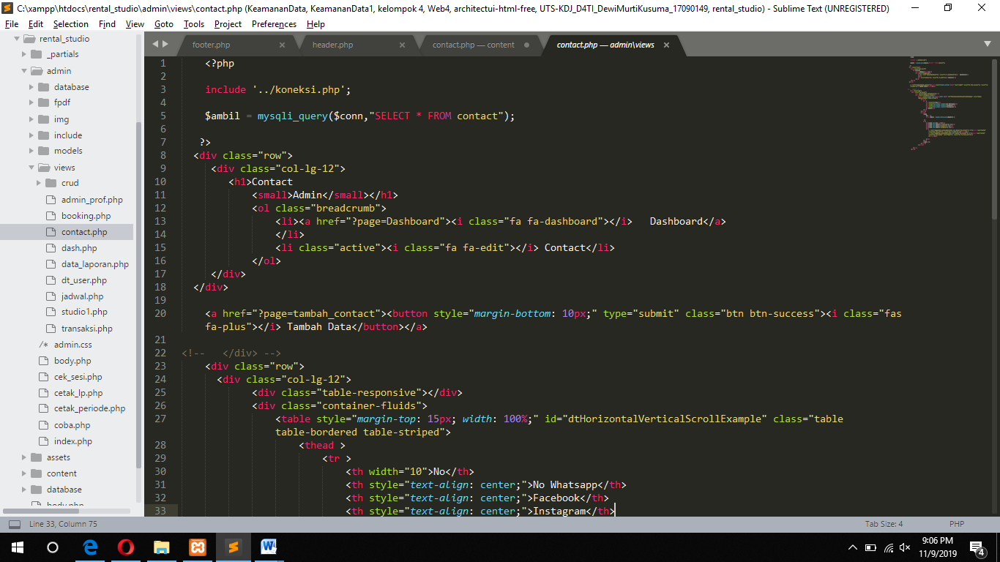 C:\xampp\htdocs\rental_studio\admin\views\contact.php (KeamananData, KeamananData1, kelompok 4, Web4, architectui-html-free, UTS-KDJ_D4TI_DewiMurtiKusuma_17090149, rental_studio) - Sublime Text (UNREGISTERED)
File Edit Selection Find View Goto Tools Project Preferences Help
rental_studio
_partials
admin
database
fpdf
img
include
models
views
crud
admin_prof.php
booking.php
contact.php
dash.php
data_laporan.php
dt_user.php
jadwal.php
studio1.php
transaksi.php
/* admin.css
body.php
cek_sesi.php
cetak_lp.php
cetak_periode.php
coba.php
index.php
assets
content
database
body.php
footer.php × header.php × contact.php — content contact.php — admin\views ×
1 <?php
2
3 include '../koneksi.php';
4
5 $ambil = mysqli_query($conn,"SELECT * FROM contact");
6
7 ?>
8 <div class="row">
9 <div class="col-lg-12">
10 <h1>Contact
11 <small>Admin</small></h1>
12 <ol class="breadcrumb">
13 <li><a href="?page=Dashboard"><i class="fa fa-dashboard"></i>   Dashboard</a>
14 </li>
15 <li class="active"><i class="fa fa-edit"></i> Contact</li>
16 </ol>
17 </div>
18 </div>
19
20 <a href="?page=tambah_contact"><button style="margin-bottom: 10px;" type="submit" class="btn btn-success"><i class="fas
fa-plus"></i> Tambah Data</button></a>
21
22 <!--   </div> -->
23 <div class="row">
24 <div class="col-lg-12">
25 <div class="table-responsive"></div>
26 <div class="container-fluids">
27 <table style="margin-top: 15px; width: 100%;" id="dtHorizontalVerticalScrollExample" class="table
table-bordered table-striped">
28 <thead >
29 <tr >
30 <th width="10">No</th>
31 <th style="text-align: center;">No Whatsapp</th>
32 <th style="text-align: center;">Facebook</th>
33 <th style="text-align: center;">Instagram</th>
Line 33, Column 75 Tab Size: 4 PHP
9:06 PM
11/9/2019
4